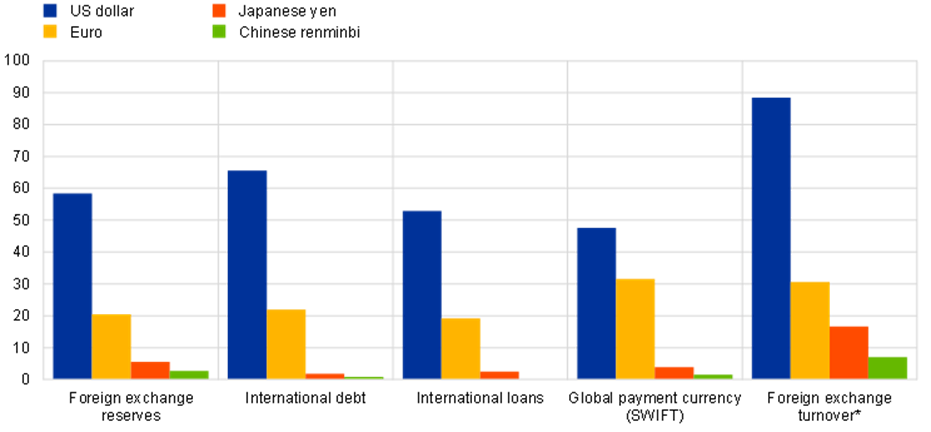 US dollar
Japanese yen
Euro
Chinese renminbi
100
90
80
70
60
50
40
30
20
10
0
Foreign exchange
reserves
International debt
International loans
Global payment currency
(SWIFT)
Foreign exchange
turnover*